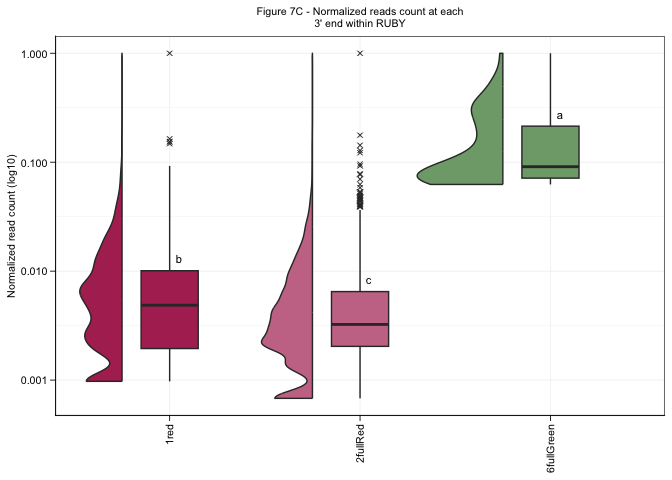 Figure 7C - Normalized reads count at each
3' end within RUBY
Normalized read count (log10)
1.000
0.100
0.010
0.001
b
c
a
1red
2fullRed
6fullGreen